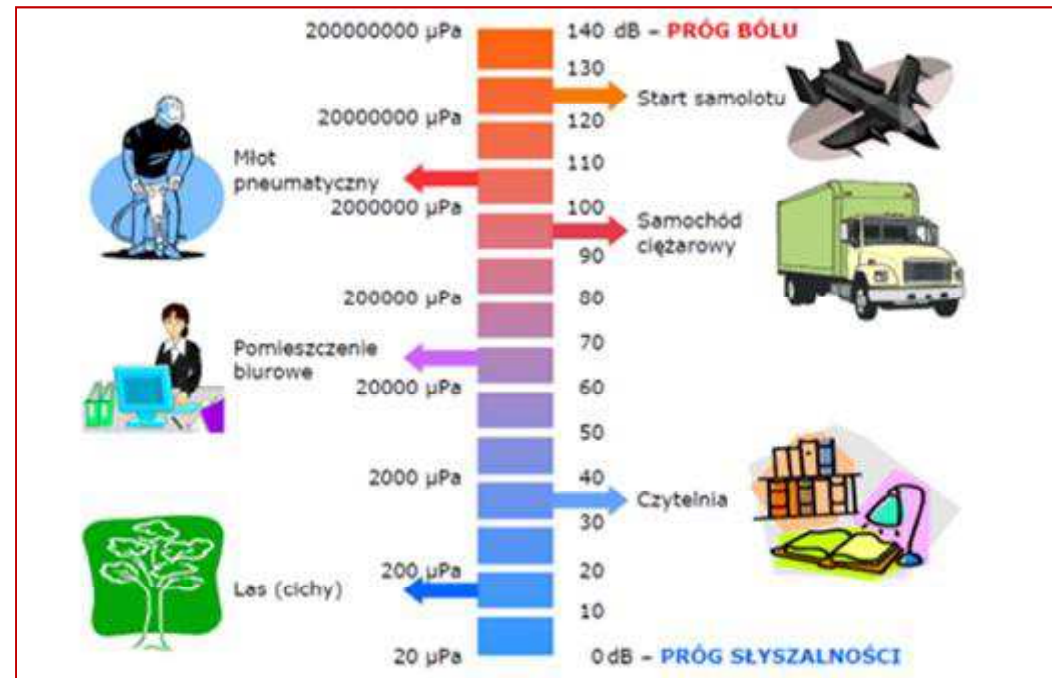 200000000 µPa
140 dB – PRÓG BÓLU
130
Start samolotu
20000000 µPa
120
110
Młot
pneumatyczny
2000000 µPa
100
Samochód
ciężarowy
90
200000 µPa
80
70
Pomieszczenie
biurowe
20000 µPa
60
50
2000 µPa
40
Czytelnia
30
200 µPa
20
Las (cichy)
10
20 µPa
0 dB – PRÓG SŁYSZALNOŚCI